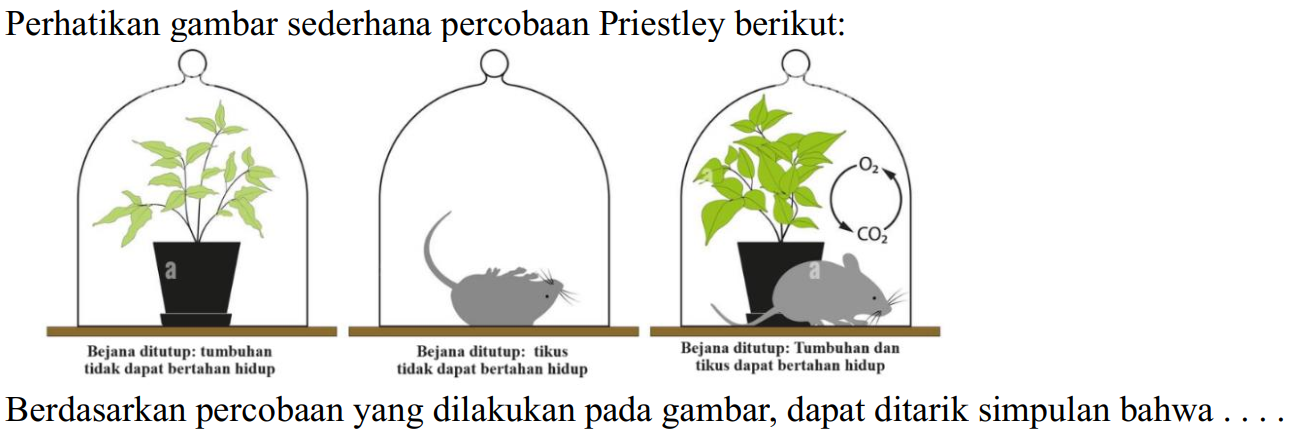 Perhatikan gambar sederhana percobaan Priestley berikut:
O₂
CO₂
a
a
a
Bejana ditutup: tumbuhan
tidak dapat bertahan hidup
Bejana ditutup: tikus
tidak dapat bertahan hidup
Bejana ditutup: Tumbuhan dan
tikus dapat bertahan hidup
Berdasarkan percobaan yang dilakukan pada gambar, dapat ditarik simpulan bahwa . . . .